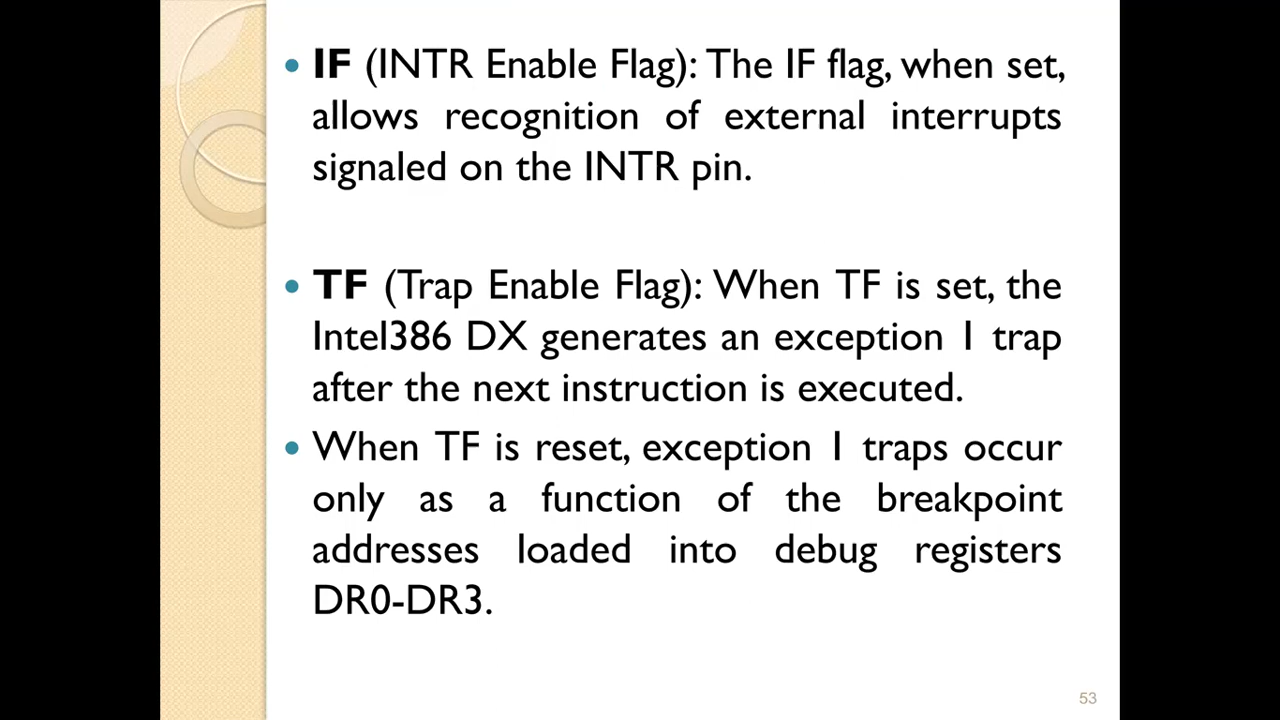 • IF (INTR Enable Flag): The IF flag, when set,
allows recognition of external interrupts
signaled on the INTR pin.
• TF (Trap Enable Flag): When TF is set, the
Intel386 DX generates an exception 1 trap
after the next instruction is executed.
• When TF is reset, exception 1 traps occur
only as a function of the breakpoint
addresses loaded into debug registers
DR0-DR3.
53